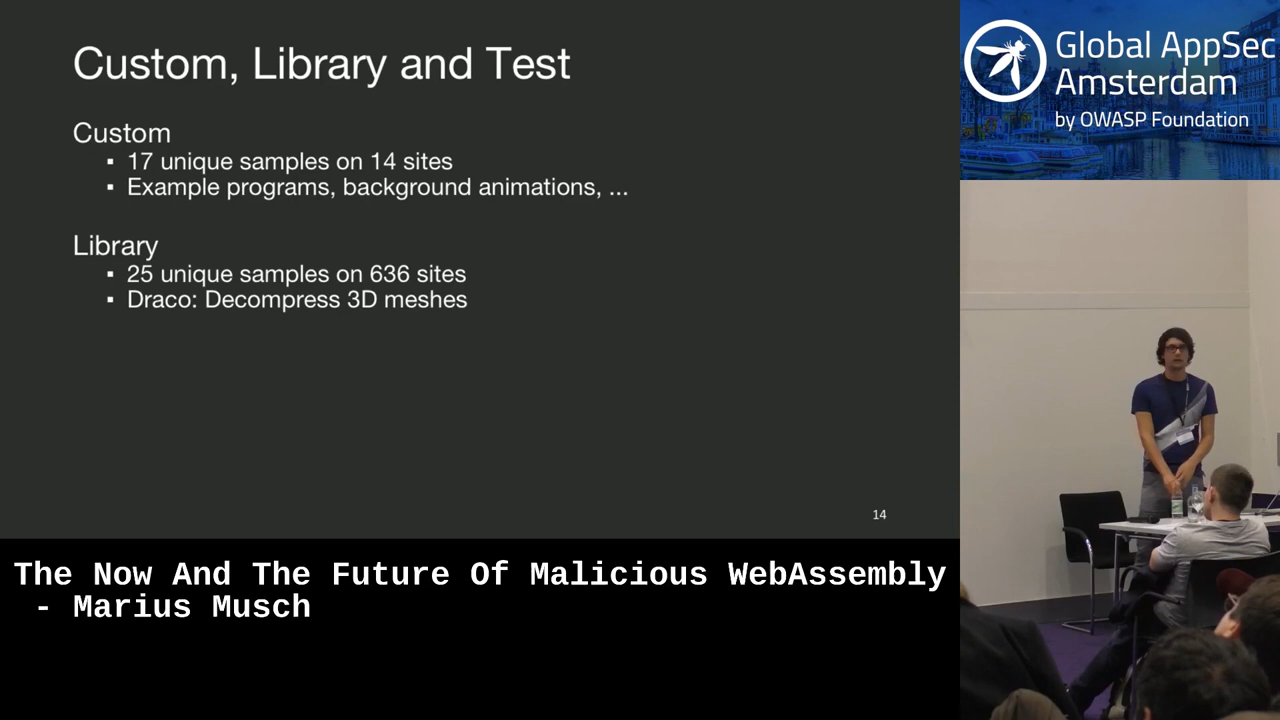 Custom, Library and Test
Custom
▪ 17 unique samples on 14 sites
▪ Example programs, background animations, ...
Library
▪ 25 unique samples on 636 sites
▪ Draco: Decompress 3D meshes
14
Global AppSec
Amsterdam
by OWASP Foundation
The Now And The Future Of Malicious WebAssembly
- Marius Musch